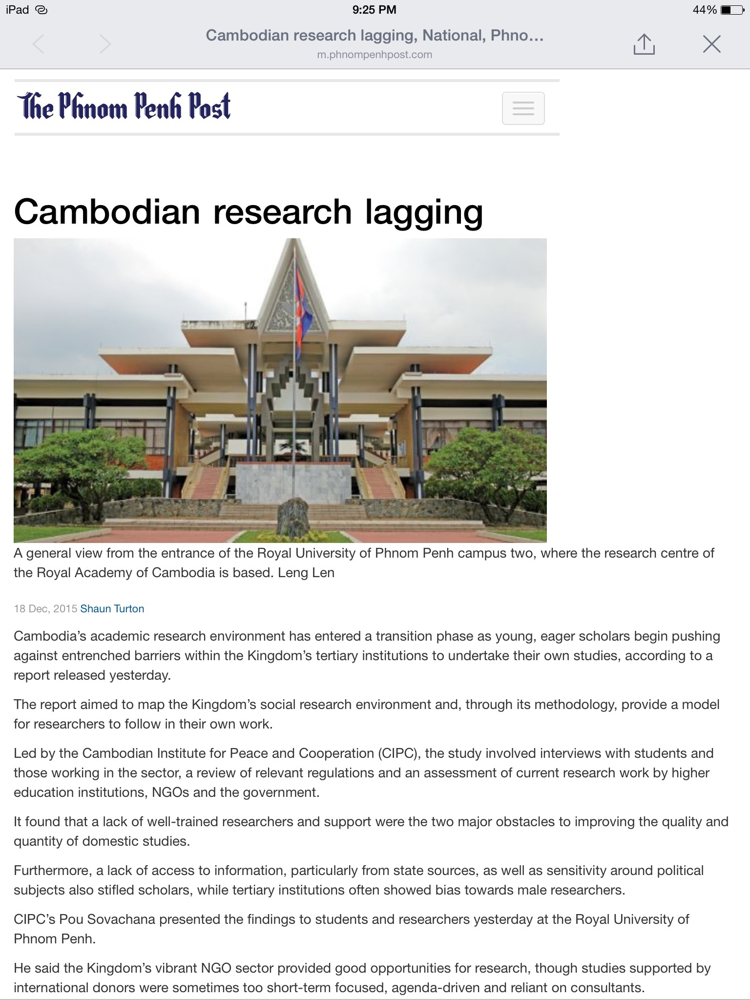 iPad 9:25 PM 44%
Cambodian research lagging, National, Phno...
m.phnompenhpost.com
The Phnom Penh Post
Cambodian research lagging
A general view from the entrance of the Royal University of Phnom Penh campus two, where the research centre of
the Royal Academy of Cambodia is based. Leng Len
18 Dec, 2015 Shaun Turton
Cambodia’s academic research environment has entered a transition phase as young, eager scholars begin pushing
against entrenched barriers within the Kingdom’s tertiary institutions to undertake their own studies, according to a
report released yesterday.
The report aimed to map the Kingdom’s social research environment and, through its methodology, provide a model
for researchers to follow in their own work.
Led by the Cambodian Institute for Peace and Cooperation (CIPC), the study involved interviews with students and
those working in the sector, a review of relevant regulations and an assessment of current research work by higher
education institutions, NGOs and the government.
It found that a lack of well-trained researchers and support were the two major obstacles to improving the quality and
quantity of domestic studies.
Furthermore, a lack of access to information, particularly from state sources, as well as sensitivity around political
subjects also stifled scholars, while tertiary institutions often showed bias towards male researchers.
CIPC’s Pou Sovachana presented the findings to students and researchers yesterday at the Royal University of
Phnom Penh.
He said the Kingdom’s vibrant NGO sector provided good opportunities for research, though studies supported by
international donors were sometimes too short-term focused, agenda-driven and reliant on consultants.